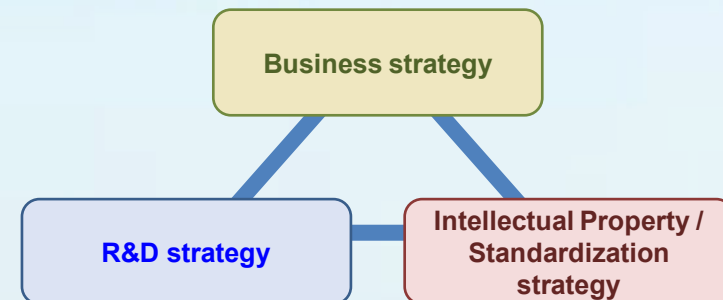 Business strategy
R&D strategy
Intellectual Property /
Standardization
strategy